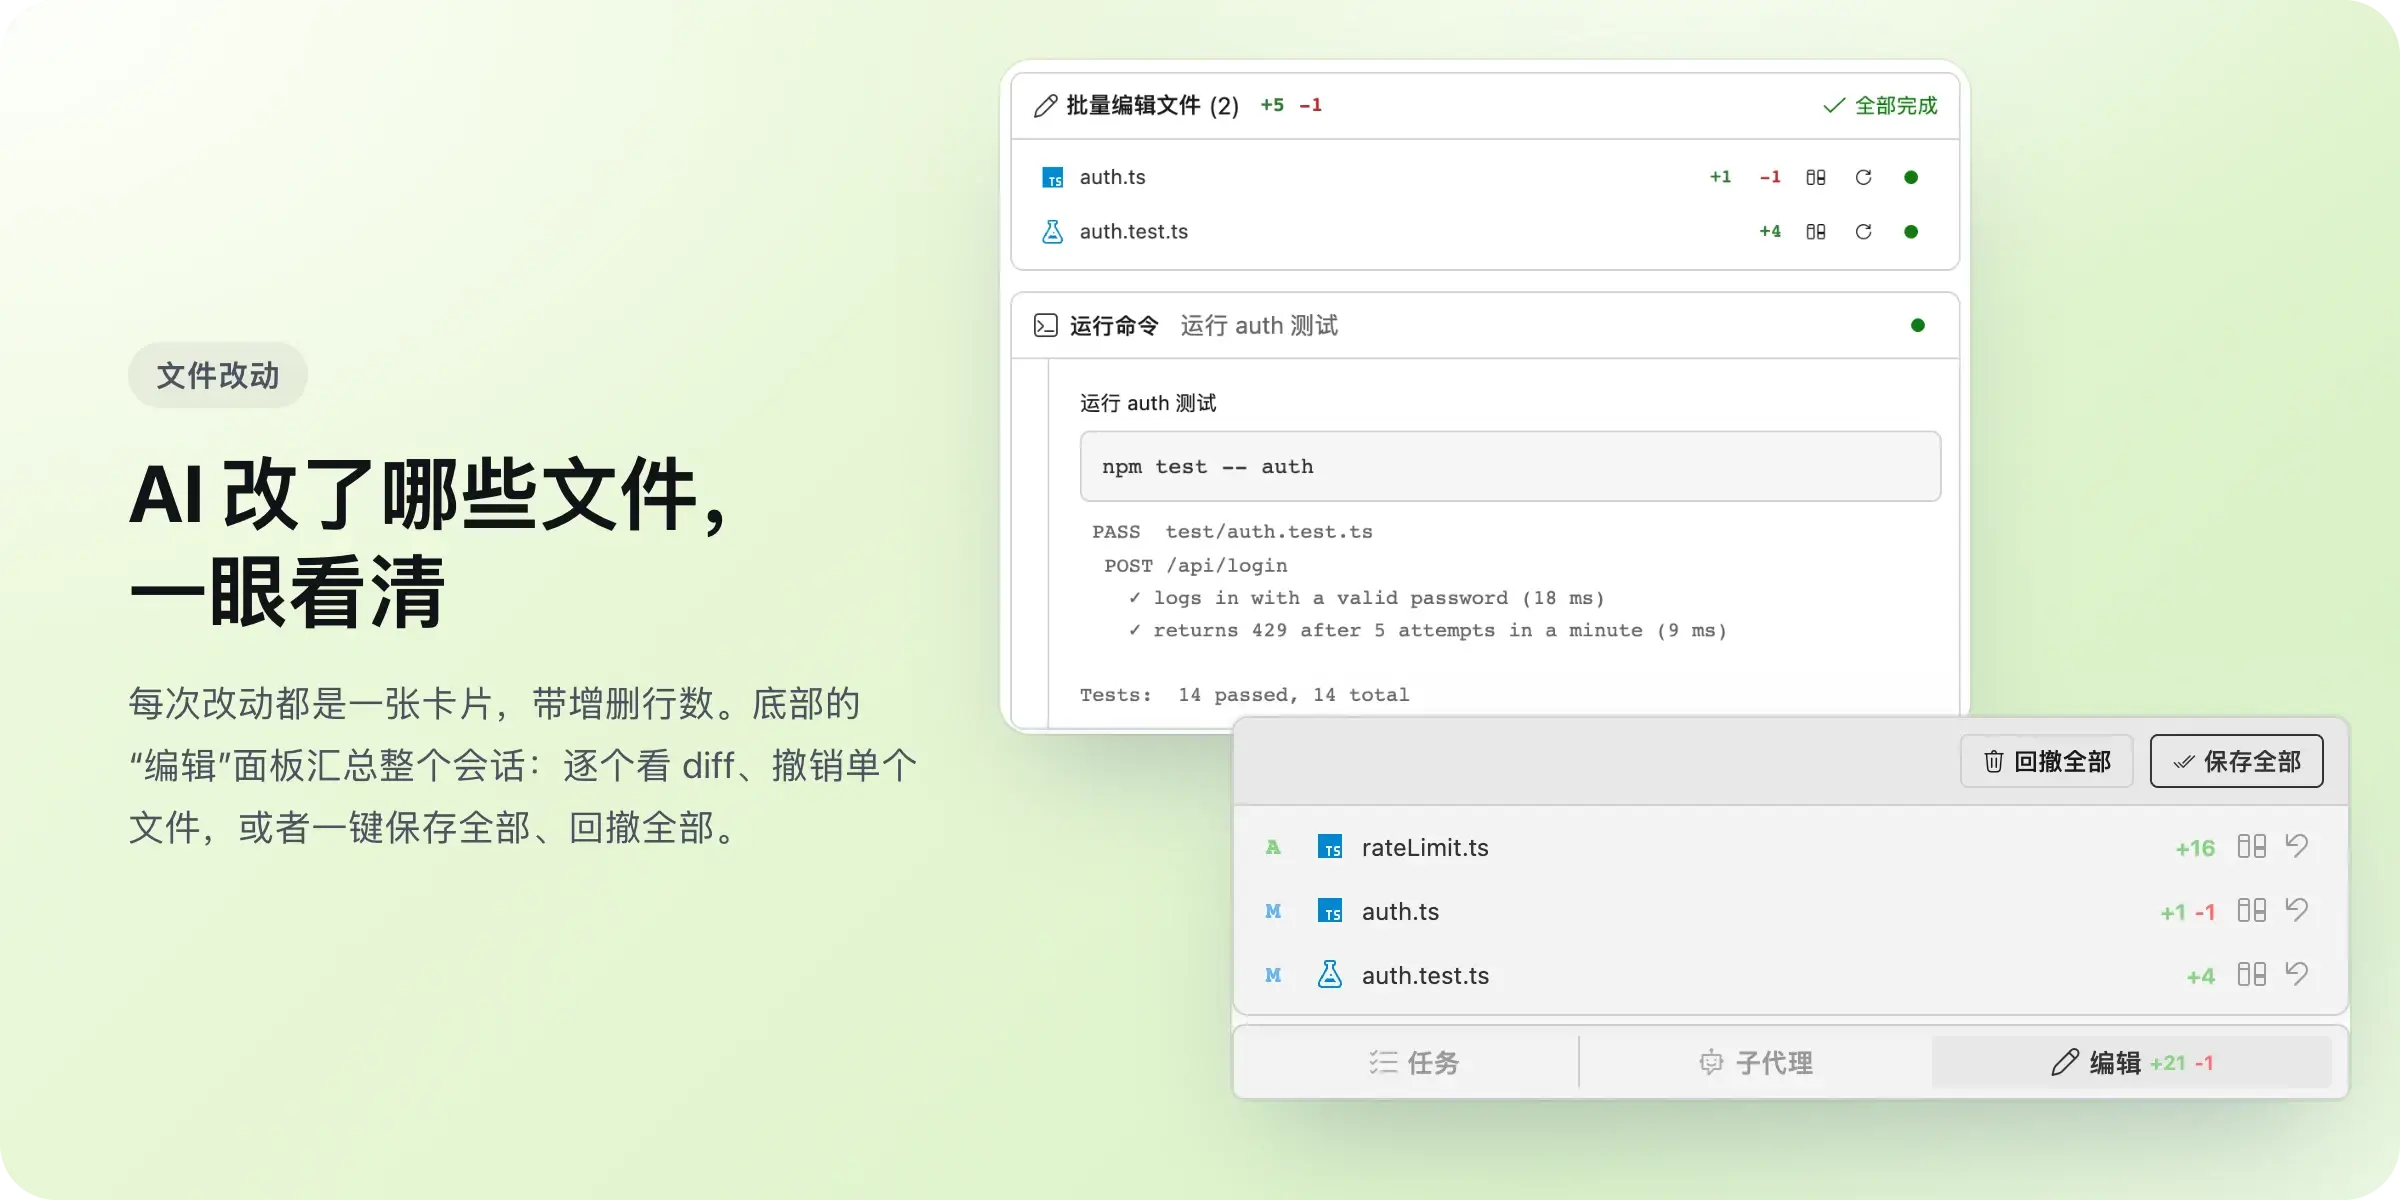 文件改动
AI 改了哪些文件，
一眼看清
每次改动都是一张卡片，带增删行数。底部的
“编辑”面板汇总整个会话：逐个看 diff、撤销单个
文件，或者一键保存全部、回撤全部。
批量编辑文件 (2) +5 -1 全部完成
TS auth.ts +1 -1
auth.test.ts +4
运行命令 运行 auth 测试
运行 auth 测试
npm test -- auth
PASS test/auth.test.ts
POST /api/login
✓ logs in with a valid password (18 ms)
✓ returns 429 after 5 attempts in a minute (9 ms)
Tests: 14 passed, 14 total
回撤全部 保存全部
A TS rateLimit.ts +16
M TS auth.ts +1 -1
M auth.test.ts +4
任务 子代理 编辑 +21 -1